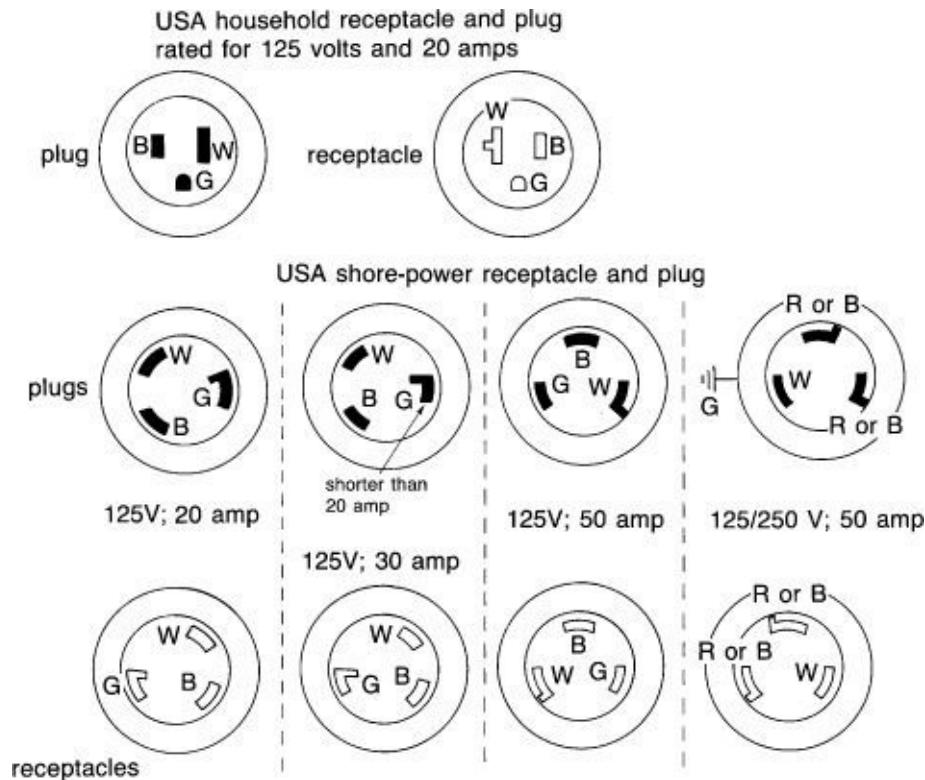 USA household receptacle and plug
rated for 125 volts and 20 amps
plug
B
W
G
receptacle
W
B
G
USA shore-power receptacle and plug
plugs
W
G
B
W
B
G
shorter than
20 amp
B
G
W
R or B
W
G
R or B
125V; 20 amp
125V; 30 amp
125V; 50 amp
125/250 V; 50 amp
receptacles
W
G
B
W
G
B
B
W
G
R or B
R or B
W